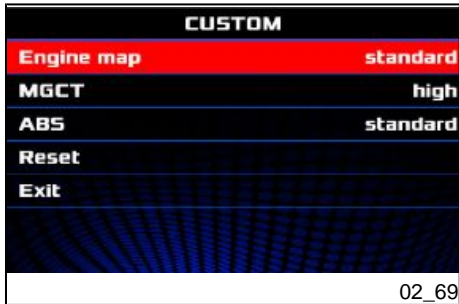 CUSTOM
Engine map standard
MGCT high
ABS standard
Reset
Exit
02_69